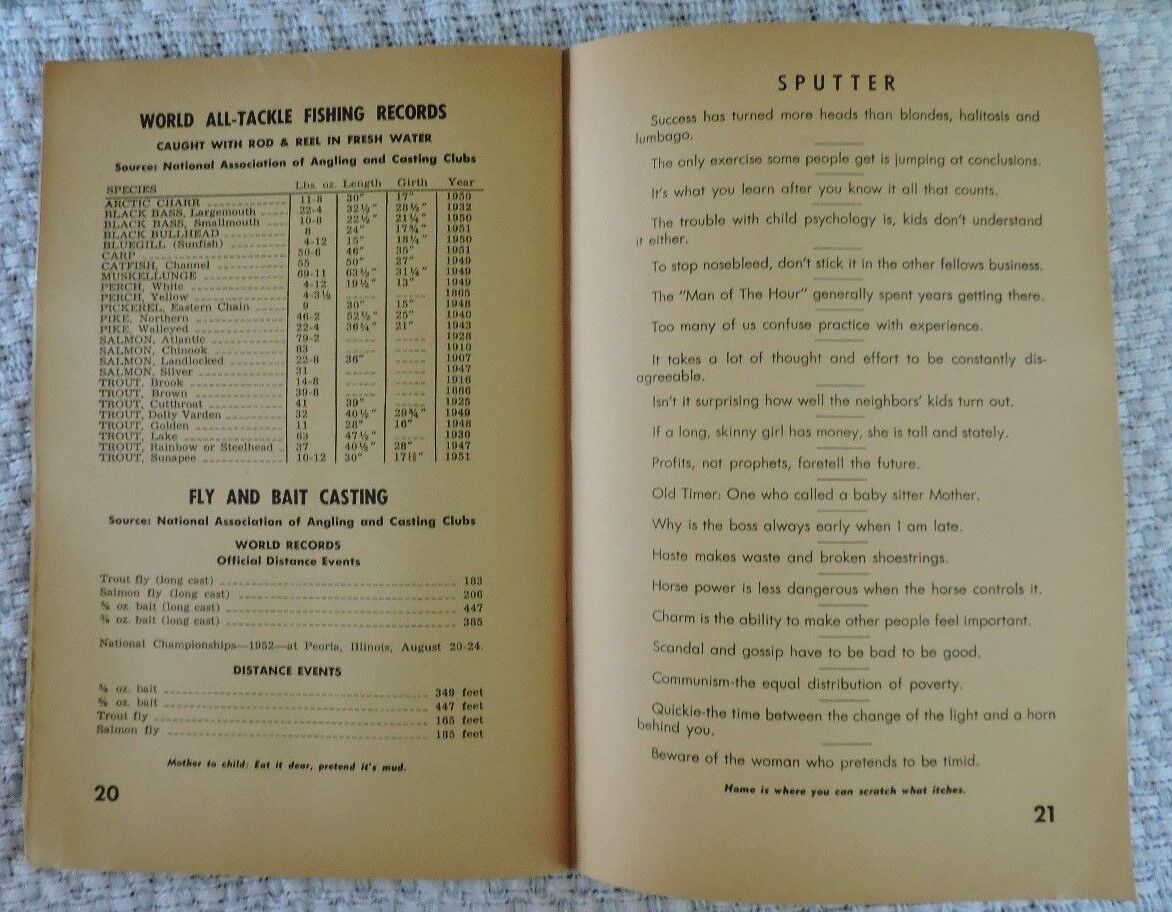 WORLD ALL-TACKLE FISHING RECORDS
CAUGHT WITH ROD & REEL IN FRESH WATER
Source: National Association of Angling and Casting Clubs
SPECIES Lbs. oz. Length Girth Year
ARCTIC CHARR 11-8 30" 17" 1950
BLACK BASS, Largemouth 22-4 32½" 28½" 1932
BLACK BASS, Smallmouth 10-8 22¼" 21¼" 1950
BLACK BULLHEAD 8 24" 17¾" 1951
BLUEGILL (Sunfish) 4-12 15" 18¼" 1950
CARP 50-6 46" 35" 1951
CATFISH, Channel 55 50" 27" 1949
MUSKELLUNGE 69-11 63½" 31¼" 1949
PERCH, White 4-12 19½" 13" 1949
PERCH, Yellow 4-3½ 1865
PICKEREL, Eastern Chain 9 30" 15" 1948
PIKE, Northern 46-2 52½" 25" 1940
PIKE, Walleyed 22-4 36¼" 21" 1943
SALMON, Atlantic 79-2 1928
SALMON, Chinook 83 1910
SALMON, Landlocked 22-8 36" 1907
SALMON, Silver 31 1947
TROUT, Brook 14-8 1916
TROUT, Brown 39-8 1866
TROUT, Cutthroat 41 39" 1925
TROUT, Dolly Varden 32 40½" 29¾" 1949
TROUT, Golden 11 28" 16" 1948
TROUT, Lake 63 47½" 1930
TROUT, Rainbow or Steelhead 37 40½" 28" 1947
TROUT, Sunapee 10-12 30" 1951
FLY AND BAIT CASTING
Source: National Association of Angling and Casting Clubs
WORLD RECORDS
Official Distance Events
Trout fly (long cast) 183
Salmon fly (long cast) 206
⅝ oz. bait (long cast) 447
⅜ oz. bait (long cast) 385
National Championships—1952—at Peoria, Illinois, August 20-24.
DISTANCE EVENTS
⅜ oz. bait 349 feet
⅝ oz. bait 447 feet
Trout fly 165 feet
Salmon fly 185 feet
Mother to child: Eat it dear, pretend it's mud.
20
SPUTTER
Success has turned more heads than blondes, halitosis and
lumbago.
The only exercise some people get is jumping at conclusions.
It's what you learn after you know it all that counts.
The trouble with child psychology is, kids don't understand
it either.
To stop nosebleed, don't stick it in the other fellows business.
The "Man of The Hour" generally spent years getting there.
Too many of us confuse practice with experience.
It takes a lot of thought and effort to be constantly dis-
agreeable.
Isn't it surprising how well the neighbors' kids turn out.
If a long, skinny girl has money, she is tall and stately.
Profits, not prophets, foretell the future.
Old Timer: One who called a baby sitter Mother.
Why is the boss always early when I am late.
Haste makes waste and broken shoestrings.
Horse power is less dangerous when the horse controls it.
Charm is the ability to make other people feel important.
Scandal and gossip have to be bad to be good.
Communism-the equal distribution of poverty.
Quickie-the time between the change of the light and a horn
behind you.
Beware of the woman who pretends to be timid.
Home is where you can scratch what itches.
21